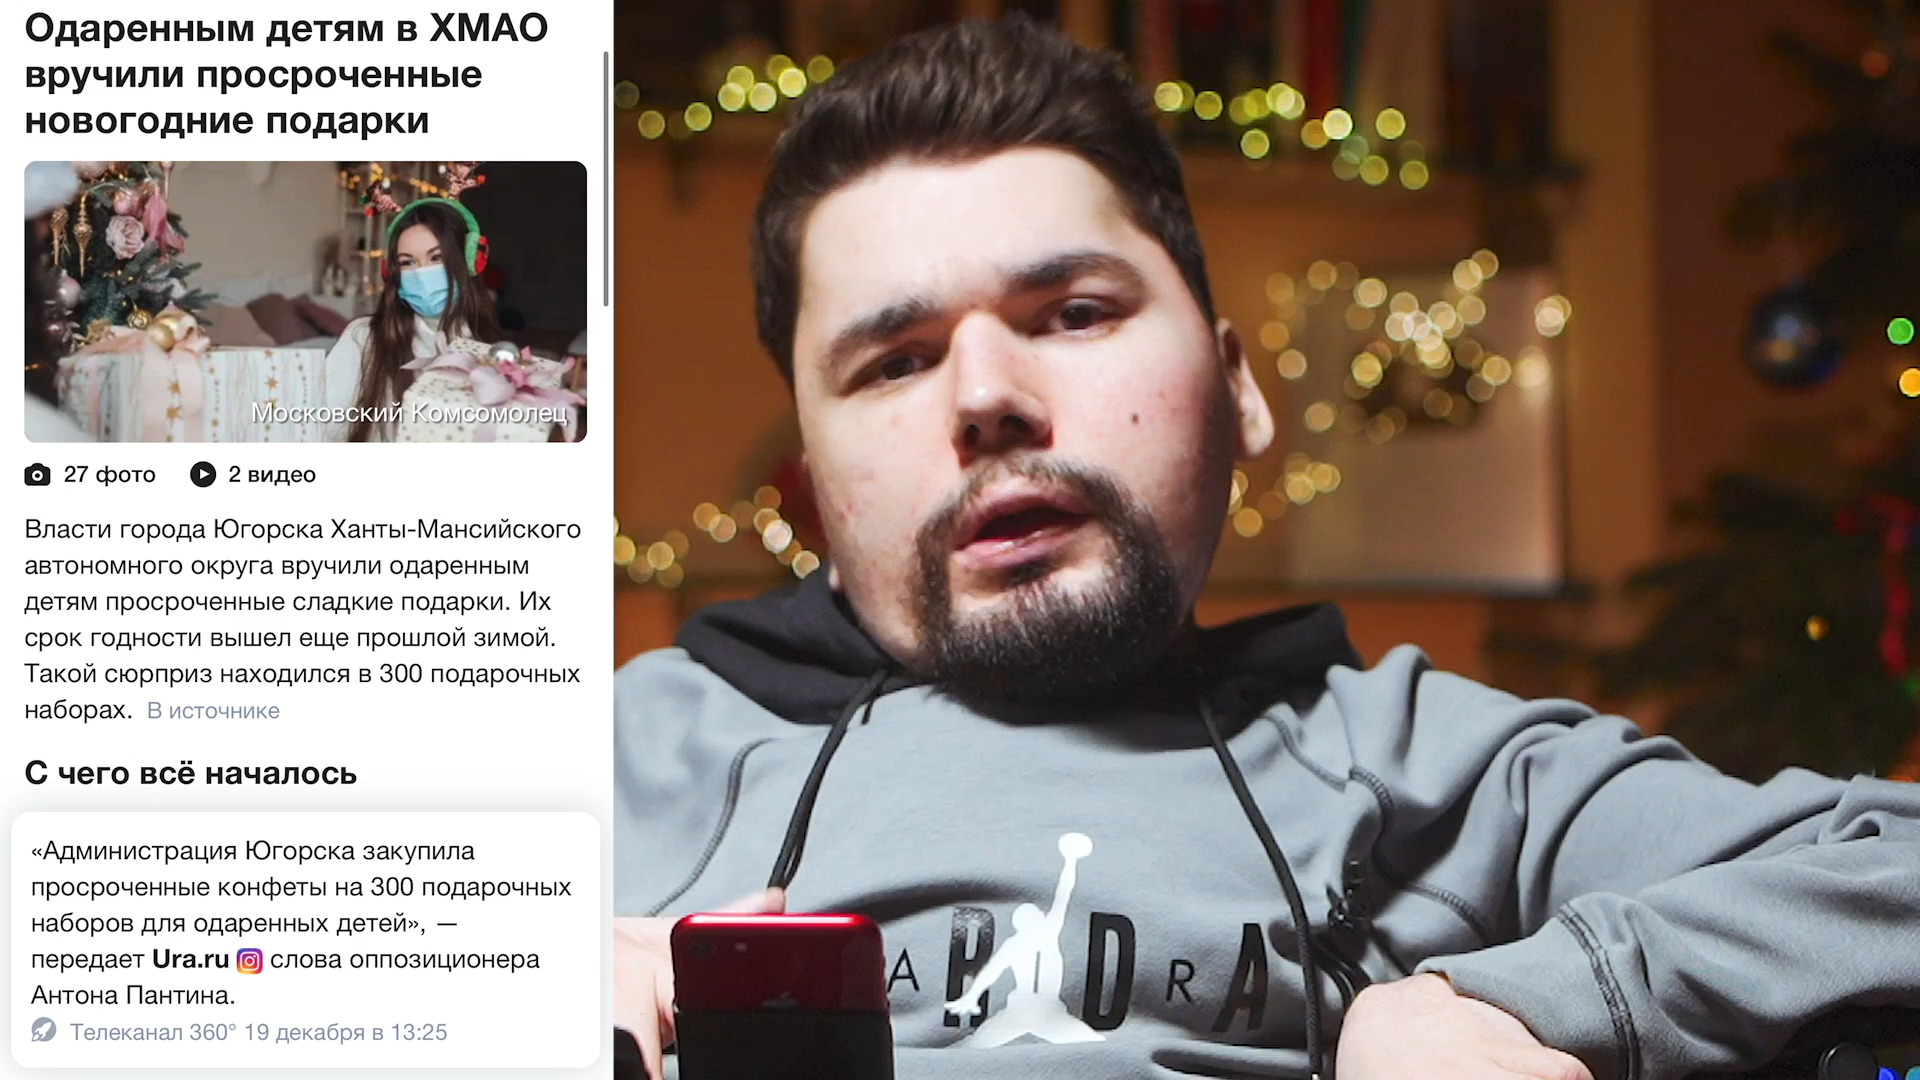 Одаренным детям в ХМАО
вручили просроченные
новогодние подарки
Московский Комсомолец
27 фото 2 видео
Власти города Югорска Ханты-Мансийского
автономного округа вручили одаренным
детям просроченные сладкие подарки. Их
срок годности вышел еще прошлой зимой.
Такой сюрприз находился в 300 подарочных
наборах. В источнике
С чего всё началось
«Администрация Югорска закупила
просроченные конфеты на 300 подарочных
наборов для одаренных детей», —
передает Ura.ru слова оппозиционера
Антона Пантина.
Телеканал 360° 19 декабря в 13:25